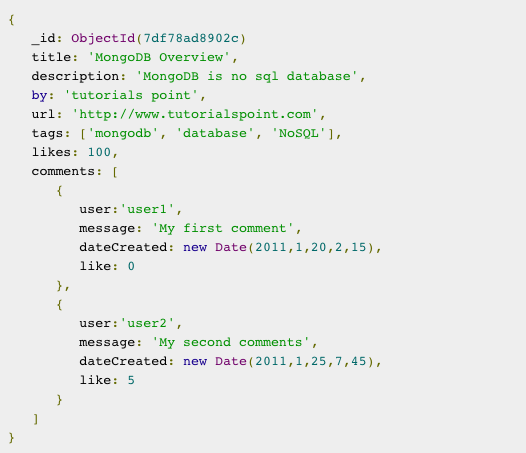 {
   _id: ObjectId(7df78ad8902c)
   title: 'MongoDB Overview',
   description: 'MongoDB is no sql database',
   by: 'tutorials point',
   url: 'http://www.tutorialspoint.com',
   tags: ['mongodb', 'database', 'NoSQL'],
   likes: 100,
   comments: [
      {
         user:'user1',
         message: 'My first comment',
         dateCreated: new Date(2011,1,20,2,15),
         like: 0
      },
      {
         user:'user2',
         message: 'My second comments',
         dateCreated: new Date(2011,1,25,7,45),
         like: 5
      }
   ]
}